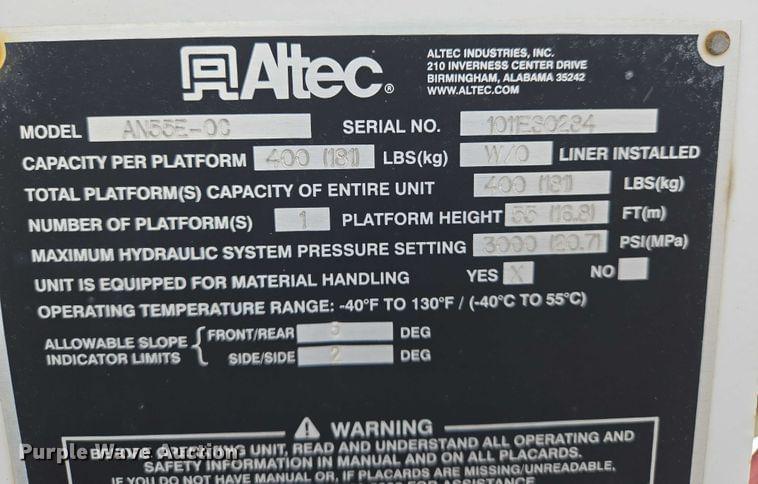 Altec®
ALTEC INDUSTRIES, INC.
210 INVERNESS CENTER DRIVE
BIRMINGHAM, ALABAMA 35242
WWW.ALTEC.COM
MODEL AN55E-OC SERIAL NO. 1011ES0234
CAPACITY PER PLATFORM 400 (181) LBS(kg) W/O LINER INSTALLED
TOTAL PLATFORM(S) CAPACITY OF ENTIRE UNIT 400 (181) LBS(kg)
NUMBER OF PLATFORM(S) 1 PLATFORM HEIGHT 55 (16.8) FT(m)
MAXIMUM HYDRAULIC SYSTEM PRESSURE SETTING 3000 (20.7) PSI(MPa)
UNIT IS EQUIPPED FOR MATERIAL HANDLING YES X NO
OPERATING TEMPERATURE RANGE: -40°F TO 130°F / (-40°C TO 55°C)
ALLOWABLE SLOPE INDICATOR LIMITS { FRONT/REAR 5 DEG
SIDE/SIDE 2 DEG
⚠ WARNING
OPERATING UNIT, READ AND UNDERSTAND ALL OPERATING AND
SAFETY INFORMATION IN MANUAL AND ON ALL PLACARDS.
IF YOU DO NOT HAVE MANUAL OR, IF PLACARDS ARE MISSING/UNREADABLE,
FOR ASSISTANCE
Purple Wave Auction